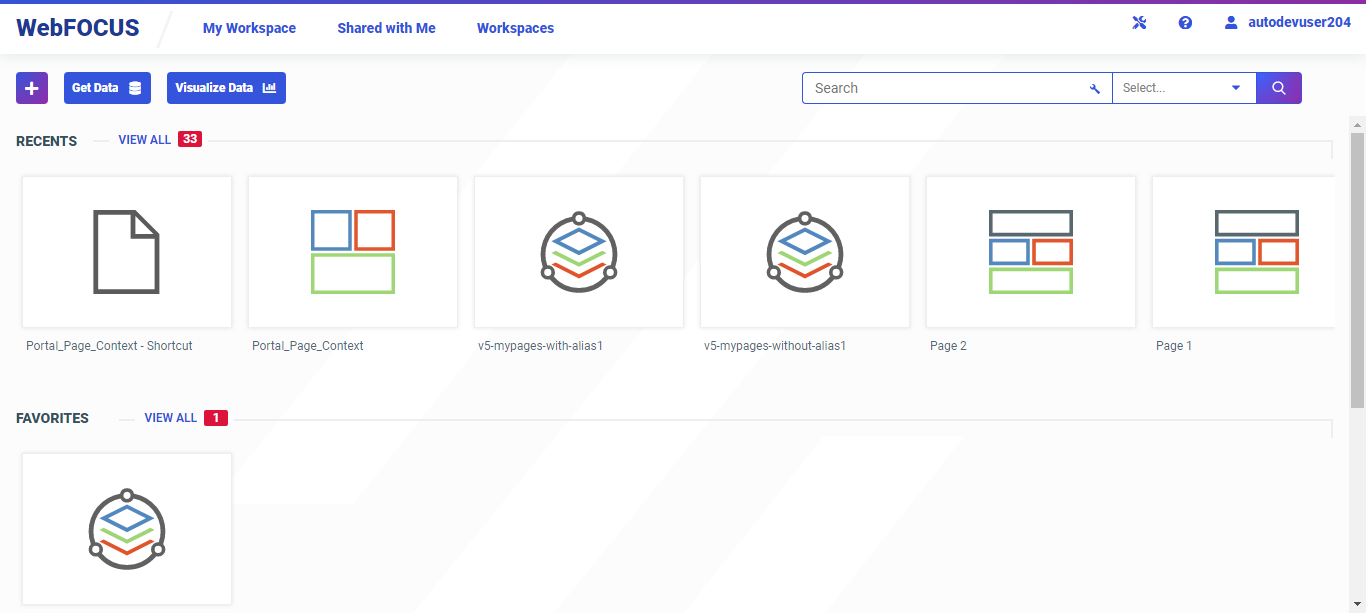 WebFOCUS
My Workspace
Shared with Me
Workspaces
autodevuser204
Get Data
Visualize Data
Search
Select...
RECENTS
VIEW ALL 33
Portal_Page_Context - Shortcut
Portal_Page_Context
v5-mypages-with-alias1
v5-mypages-without-alias1
Page 2
Page 1
FAVORITES
VIEW ALL 1